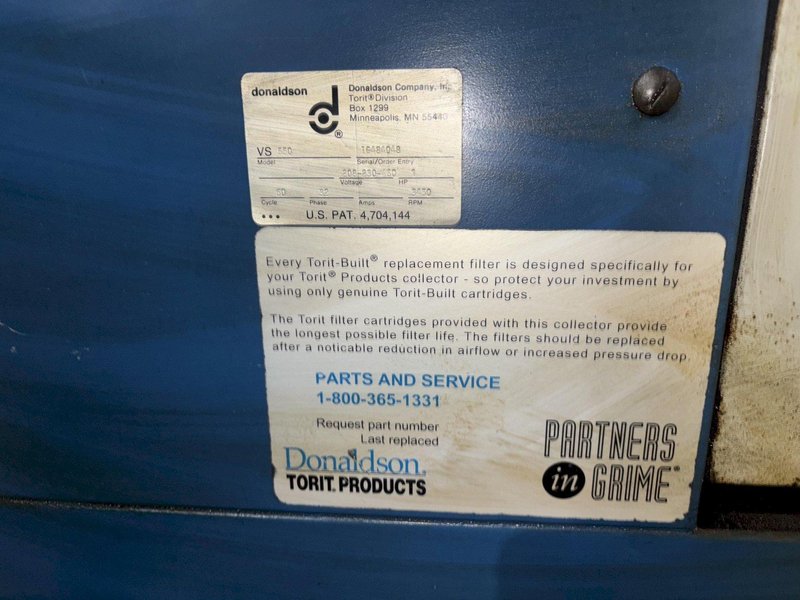 donaldson
d
®
Donaldson Company, Inc
Torit® Division
Box 1299
Minneapolis, MN 55440
VS 550
Model
Serial/Order Entry
Voltage
HP
Cycle
Phase
Amps
3450
RPM
U.S. PAT. 4,704,144
Every Torit-Built® replacement filter is designed specifically for
your Torit® Products collector - so protect your investment by
using only genuine Torit-Built cartridges.
The Torit filter cartridges provided with this collector provide
the longest possible filter life. The filters should be replaced
after a noticable reduction in airflow or increased pressure drop.
PARTS AND SERVICE
1-800-365-1331
Request part number
Last replaced
Donaldson.
TORIT. PRODUCTS
PARTNERS
in GRIME®